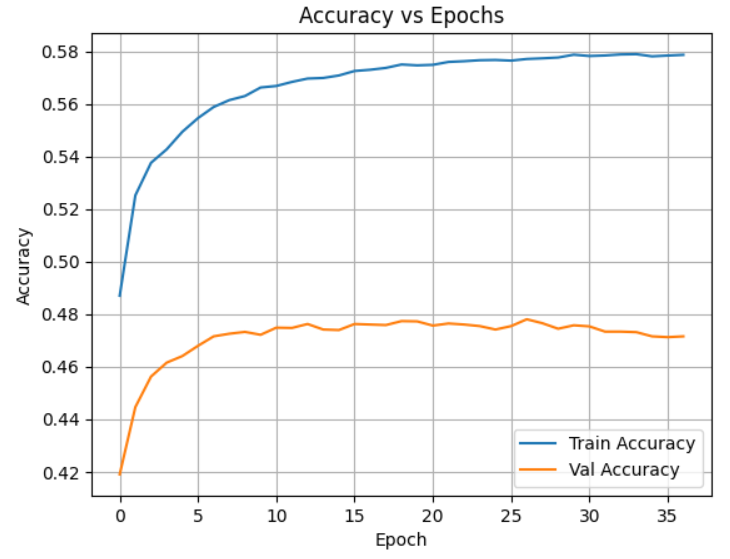 Accuracy vs Epochs
Accuracy
0.58
0.56
0.54
0.52
0.50
0.48
0.46
0.44
0.42
Train Accuracy
Val Accuracy
0 5 10 15 20 25 30 35
Epoch